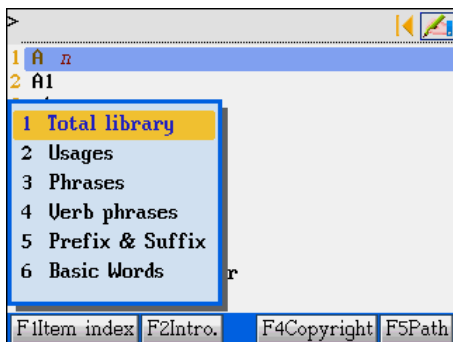 >
1 A n
2 A1
1 Total library
2 Usages
3 Phrases
4 Verb phrases
5 Prefix & Suffix
6 Basic Words
r
F1Item index F2Intro. F4Copyright F5Path